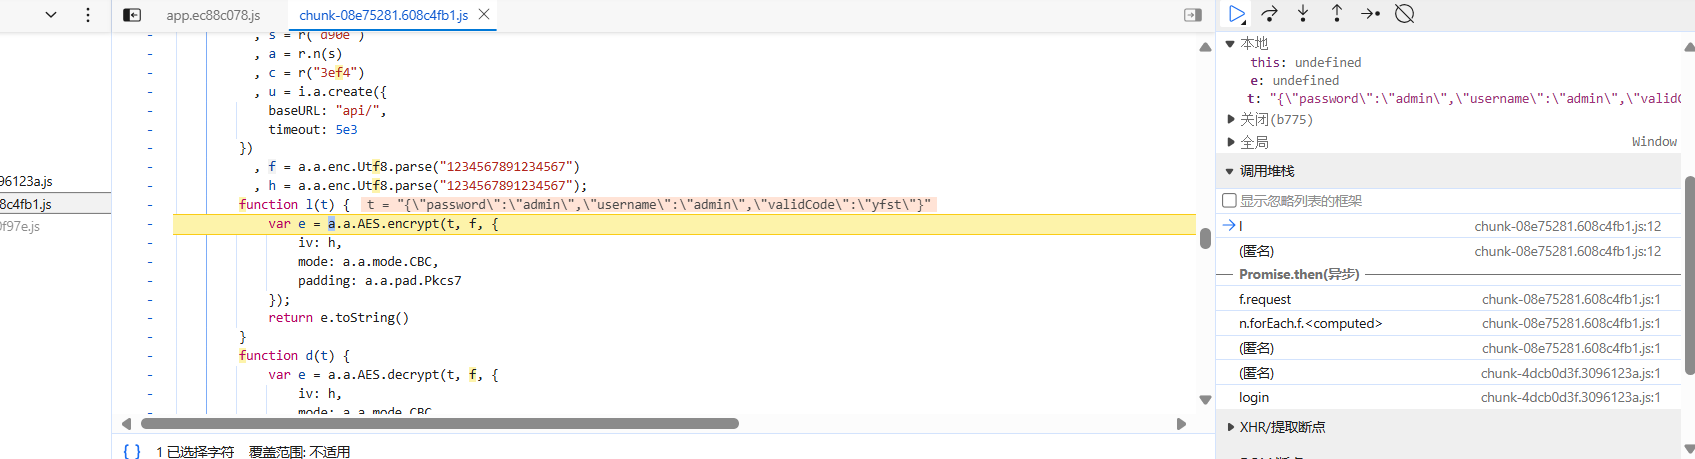 app.ec88c078.js
chunk-08e75281.608c4fb1.js
96123a.js
8c4fb1.js
0f97e.js
- , s = r("d90e")
- , a = r.n(s)
- , c = r("3ef4")
- , u = i.a.create({
- baseURL: "api/",
- timeout: 5e3
- })
- , f = a.a.enc.Utf8.parse("1234567891234567")
- , h = a.a.enc.Utf8.parse("1234567891234567");
- function l(t) { t = "{\"password\":\"admin\",\"username\":\"admin\",\"validCode\":\"yfst\"}"
- var e = a.a.AES.encrypt(t, f, {
- iv: h,
- mode: a.a.mode.CBC,
- padding: a.a.pad.Pkcs7
- });
- return e.toString()
- }
- function d(t) {
- var e = a.a.AES.decrypt(t, f, {
- iv: h,
- mode: a.a.mode.CBC
{ } 1 已选择字符 覆盖范围: 不适用
本地
this: undefined
e: undefined
t: "{\"password\":\"admin\",\"username\":\"admin\",\"validC
关闭 (b775)
全局 Window
调用堆栈
显示忽略列表的框架
l chunk-08e75281.608c4fb1.js:12
(匿名) chunk-08e75281.608c4fb1.js:12
Promise.then(异步)
f.request chunk-08e75281.608c4fb1.js:1
n.forEach.f.<computed> chunk-08e75281.608c4fb1.js:1
(匿名) chunk-08e75281.608c4fb1.js:1
(匿名) chunk-4dcb0d3f.3096123a.js:1
login chunk-4dcb0d3f.3096123a.js:1
XHR/提取断点